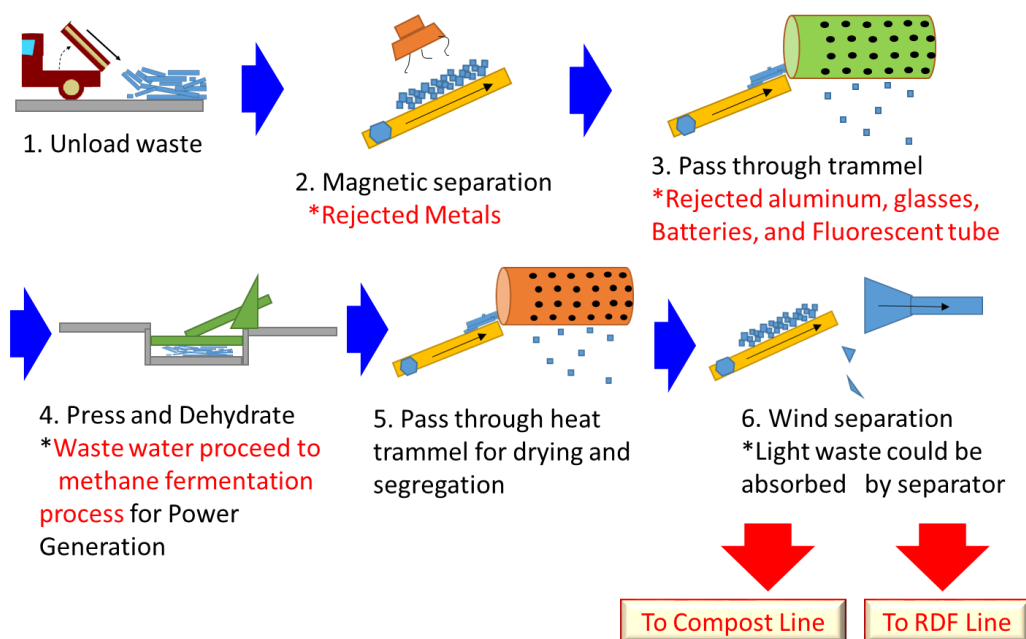 1. Unload waste
2. Magnetic separation
*Rejected Metals
3. Pass through trammel
*Rejected aluminum, glasses,
Batteries, and Fluorescent tube
4. Press and Dehydrate
*Waste water proceed to
methane fermentation
process for Power
Generation
5. Pass through heat
trammel for drying and
segregation
6. Wind separation
*Light waste could be
absorbed by separator
To Compost Line
To RDF Line